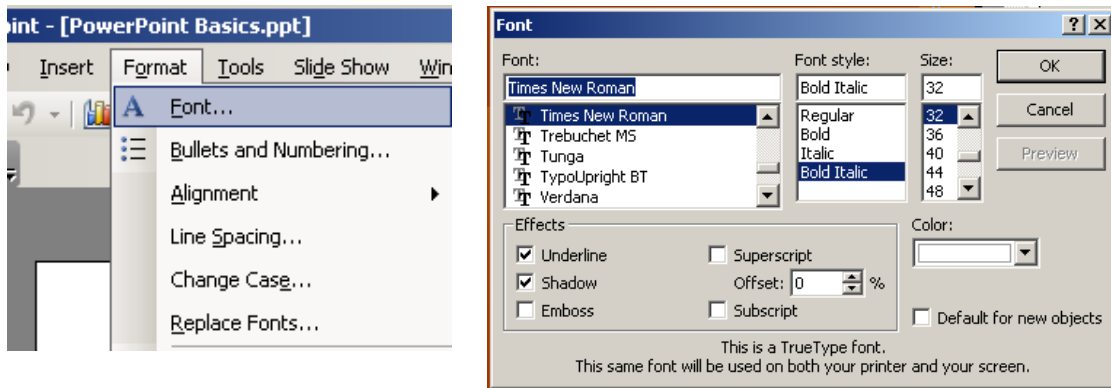 oint - [PowerPoint Basics.ppt]
Insert Format Tools Slide Show Win
Font...
Bullets and Numbering...
Alignment
Line Spacing...
Change Case...
Replace Fonts...
Font
Font: Font style: Size:
Times New Roman Bold Italic 32 OK
Times New Roman Regular 32 Cancel
Trebuchet MS Bold 36
Tunga Italic 40 Preview
TypoUpright BT Bold Italic 44
Verdana 48
Effects Color:
Underline Superscript
Shadow Offset: 0 %
Emboss Subscript Default for new objects
This is a TrueType font.
This same font will be used on both your printer and your screen.